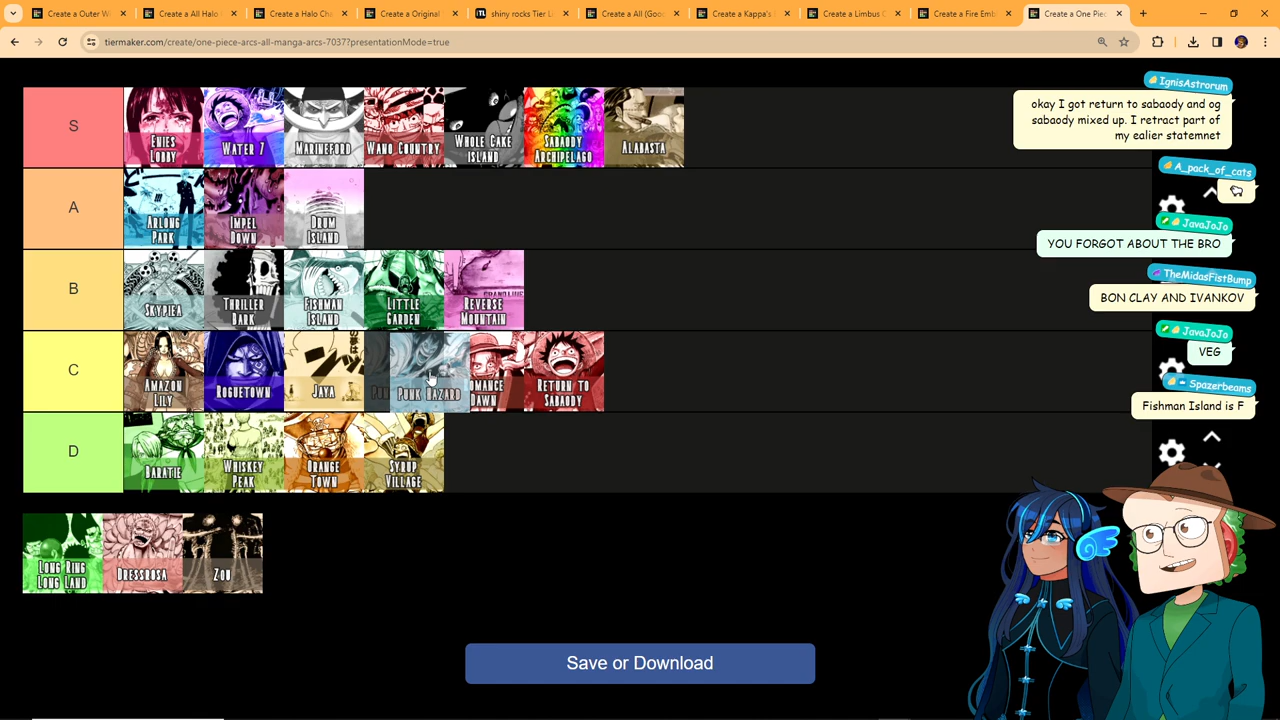 Create a Outer Wi
Create a All Halo
Create a Halo Cha
Create a Original
shiny rocks Tier Li
Create a All (Goo
Create a Kappa's
Create a Limbus C
Create a Fire Emb
Create a One Piec
tiermaker.com/create/one-piece-arcs-all-manga-arcs-7037?presentationMode=true
S
ENIES
LOBBY
WATER 7
MARINEFORD
WANO COUNTRY
WHOLE CAKE
ISLAND
SABAODY
ARCHIPELAGO
ALABASTA
A
ARLONG
PARK
IMPEL
DOWN
DRUM
ISLAND
B
SKYPIEA
THRILLER
BARK
FISHMAN
ISLAND
LITTLE
GARDEN
REVERSE
MOUNTAIN
C
AMAZON
LILY
ROGUETOWN
JAYA
PUNK HAZARD
OMANCE
DAWN
RETURN TO
SABAODY
D
BARATIE
WHISKEY
PEAK
ORANGE
TOWN
SYRUP
VILLAGE
LONG RING
LONG LAND
DRESSROSA
ZOU
Save or Download
IgnisAstrorum
okay I got return to sabaody and og
sabaody mixed up. I retract part of
my ealier statemnet
A_pack_of_cats
JavaJoJo
YOU FORGOT ABOUT THE BRO
TheMidasFistBump
BON CLAY AND IVANKOV
JavaJoJo
VEG
Spazerbeams
Fishman Island is F